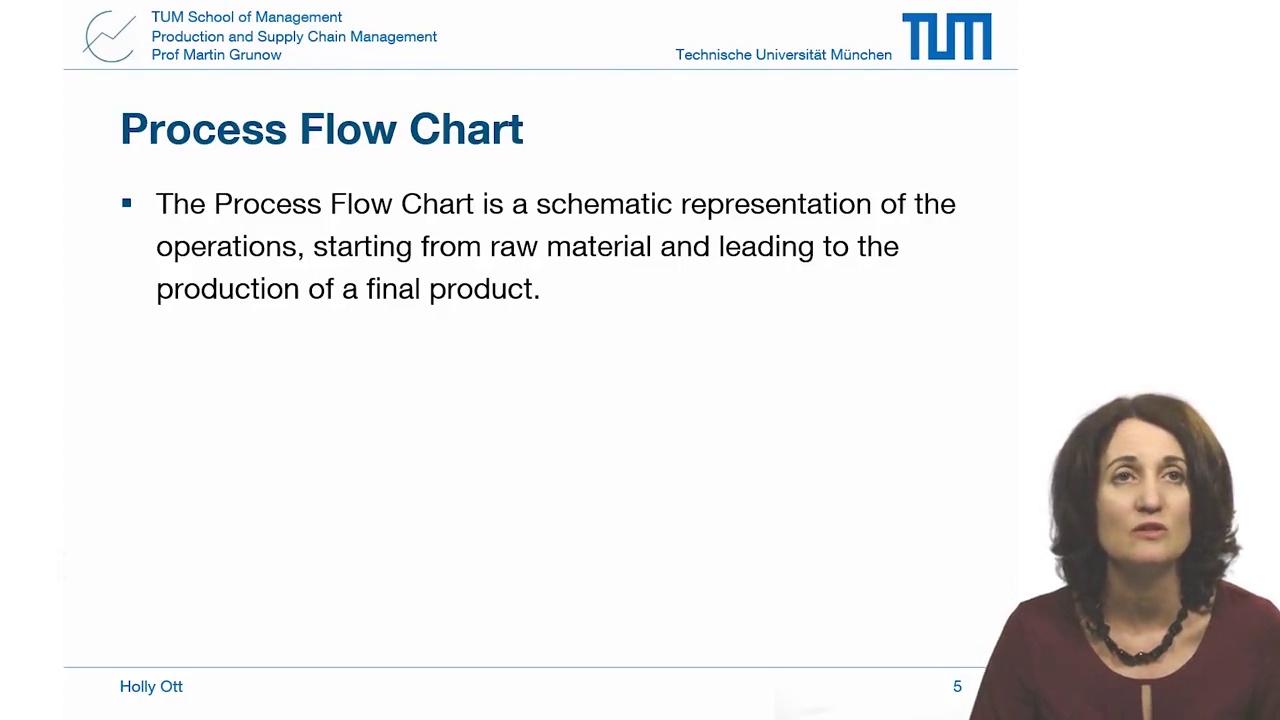 TUM School of Management
Production and Supply Chain Management
Prof Martin Grunow
Technische Universität München
TUM
Process Flow Chart
▪ The Process Flow Chart is a schematic representation of the
operations, starting from raw material and leading to the
production of a final product.
Holly Ott
5